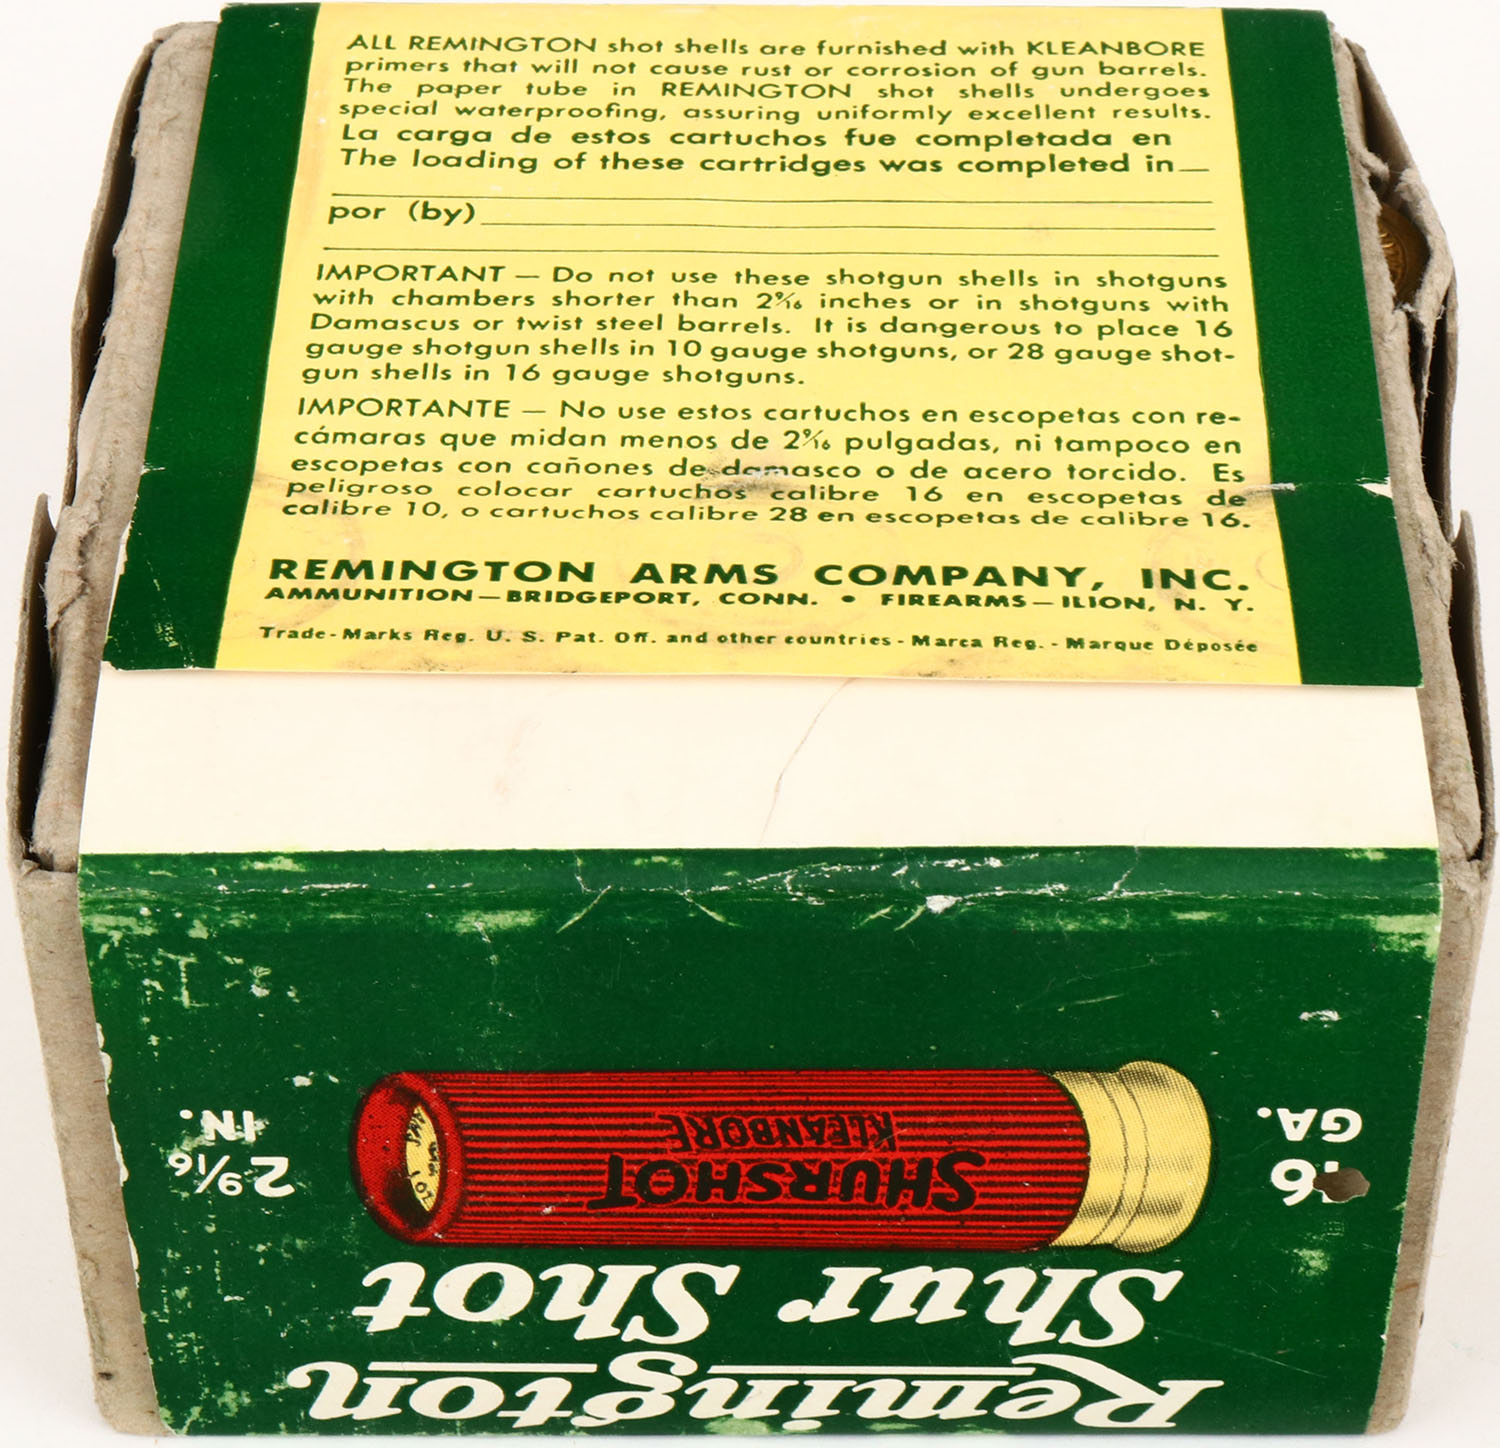 ALL REMINGTON shot shells are furnished with KLEANBORE
primers that will not cause rust or corrosion of gun barrels.
The paper tube in REMINGTON shot shells undergoes
special waterproofing, assuring uniformly excellent results.
La carga de estos cartuchos fue completada en
The loading of these cartridges was completed in
por (by)
IMPORTANT — Do not use these shotgun shells in shotguns
with chambers shorter than 2 9/16 inches or in shotguns with
Damascus or twist steel barrels. It is dangerous to place 16
gauge shotgun shells in 10 gauge shotguns, or 28 gauge shot-
gun shells in 16 gauge shotguns.
IMPORTANTE — No use estos cartuchos en escopetas con re-
cámaras que midan menos de 2 9/16 pulgadas, ni tampoco en
escopetas con cañones de damasco o de acero torcido. Es
peligroso colocar cartuchos calibre 16 en escopetas de
calibre 10, o cartuchos calibre 28 en escopetas de calibre 16.
REMINGTON ARMS COMPANY, INC.
AMMUNITION—BRIDGEPORT, CONN. • FIREARMS—ILION, N. Y.
Trade-Marks Reg. U. S. Pat. Off. and other countries - Marca Reg. - Marque Déposée
Remington
Shur Shot
16
GA.
SHURSHOT
KLEANBORE
2 9/16
IN.